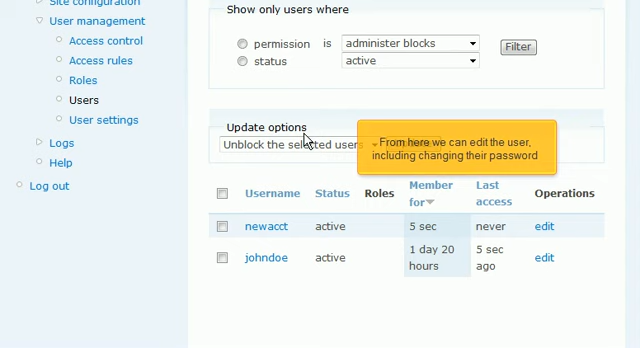 Site configuration
User management
Access control
Access rules
Roles
Users
User settings
Logs
Help
Log out
Show only users where
permission is administer blocks
status active
Filter
Update options
Unblock the selected users
From here we can edit the user,
including changing their password
Username Status Roles Member for Last access Operations
newacct active 5 sec never edit
johndoe active 1 day 20 hours 5 sec ago edit